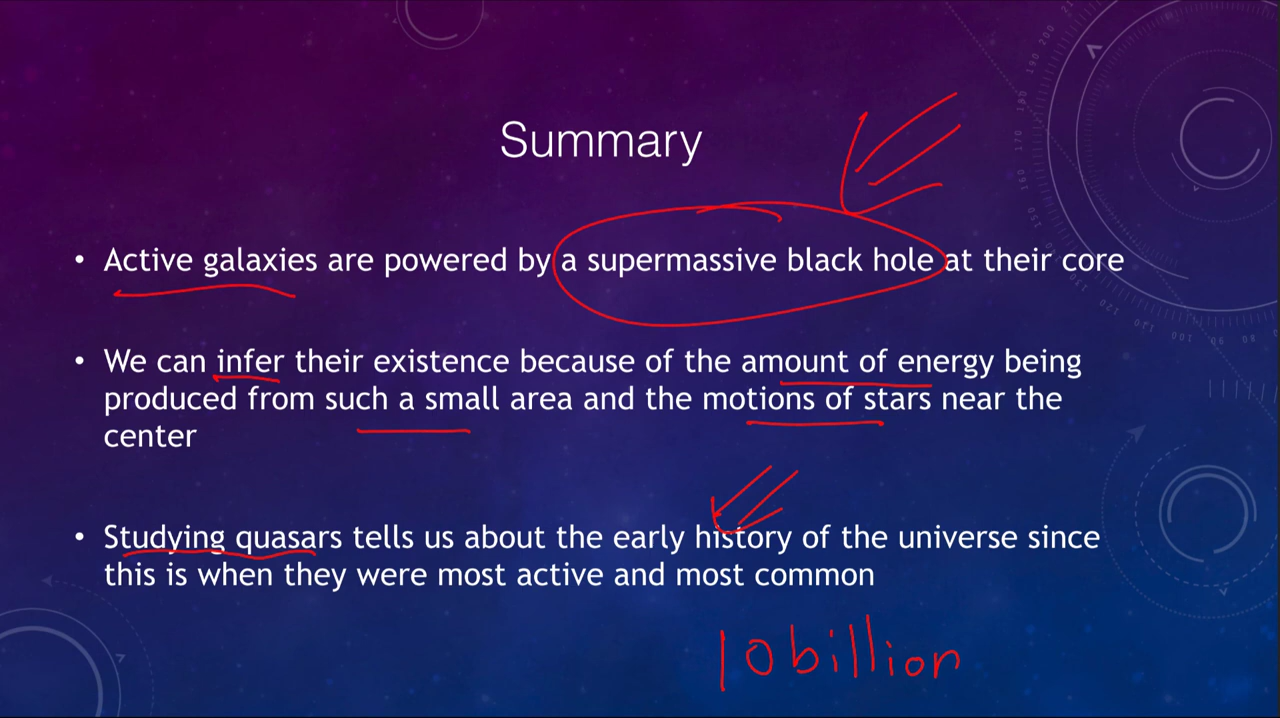 Summary
• Active galaxies are powered by a supermassive black hole at their core
• We can infer their existence because of the amount of energy being
produced from such a small area and the motions of stars near the
center
• Studying quasars tells us about the early history of the universe since
this is when they were most active and most common
10 billion